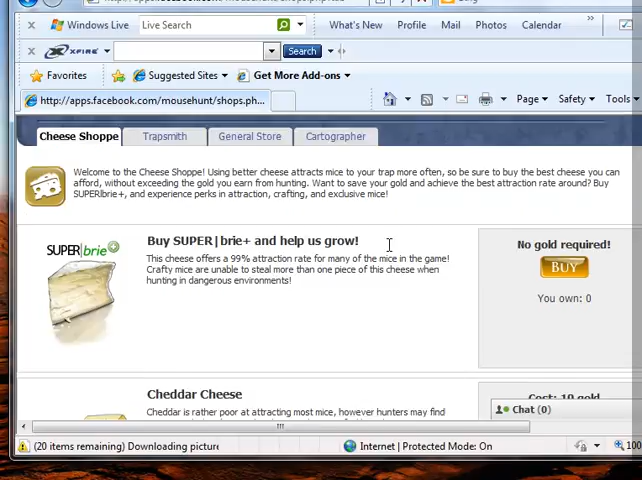 Windows Live Live Search What's New Profile Mail Photos Calendar »
x XFIRE Search
Favorites Suggested Sites Get More Add-ons
http://apps.facebook.com/mousehunt/shops.ph... Page Safety Tools
Cheese Shoppe Trapsmith General Store Cartographer
Welcome to the Cheese Shoppe! Using better cheese attracts mice to your trap more often, so be sure to buy the best cheese you can
afford, without exceeding the gold you earn from hunting. Want to save your gold and achieve the best attraction rate around? Buy
SUPER|brie+, and experience perks in attraction, crafting, and exclusive mice!
SUPER|brie+
Buy SUPER|brie+ and help us grow!
This cheese offers a 99% attraction rate for many of the mice in the game!
Crafty mice are unable to steal more than one piece of this cheese when
hunting in dangerous environments!
No gold required!
BUY
You own: 0
Cheddar Cheese
Cheddar is rather poor at attracting most mice, however hunters may find
Cost: 10 gold
Chat (0)
(20 items remaining) Downloading picture Internet | Protected Mode: On 100